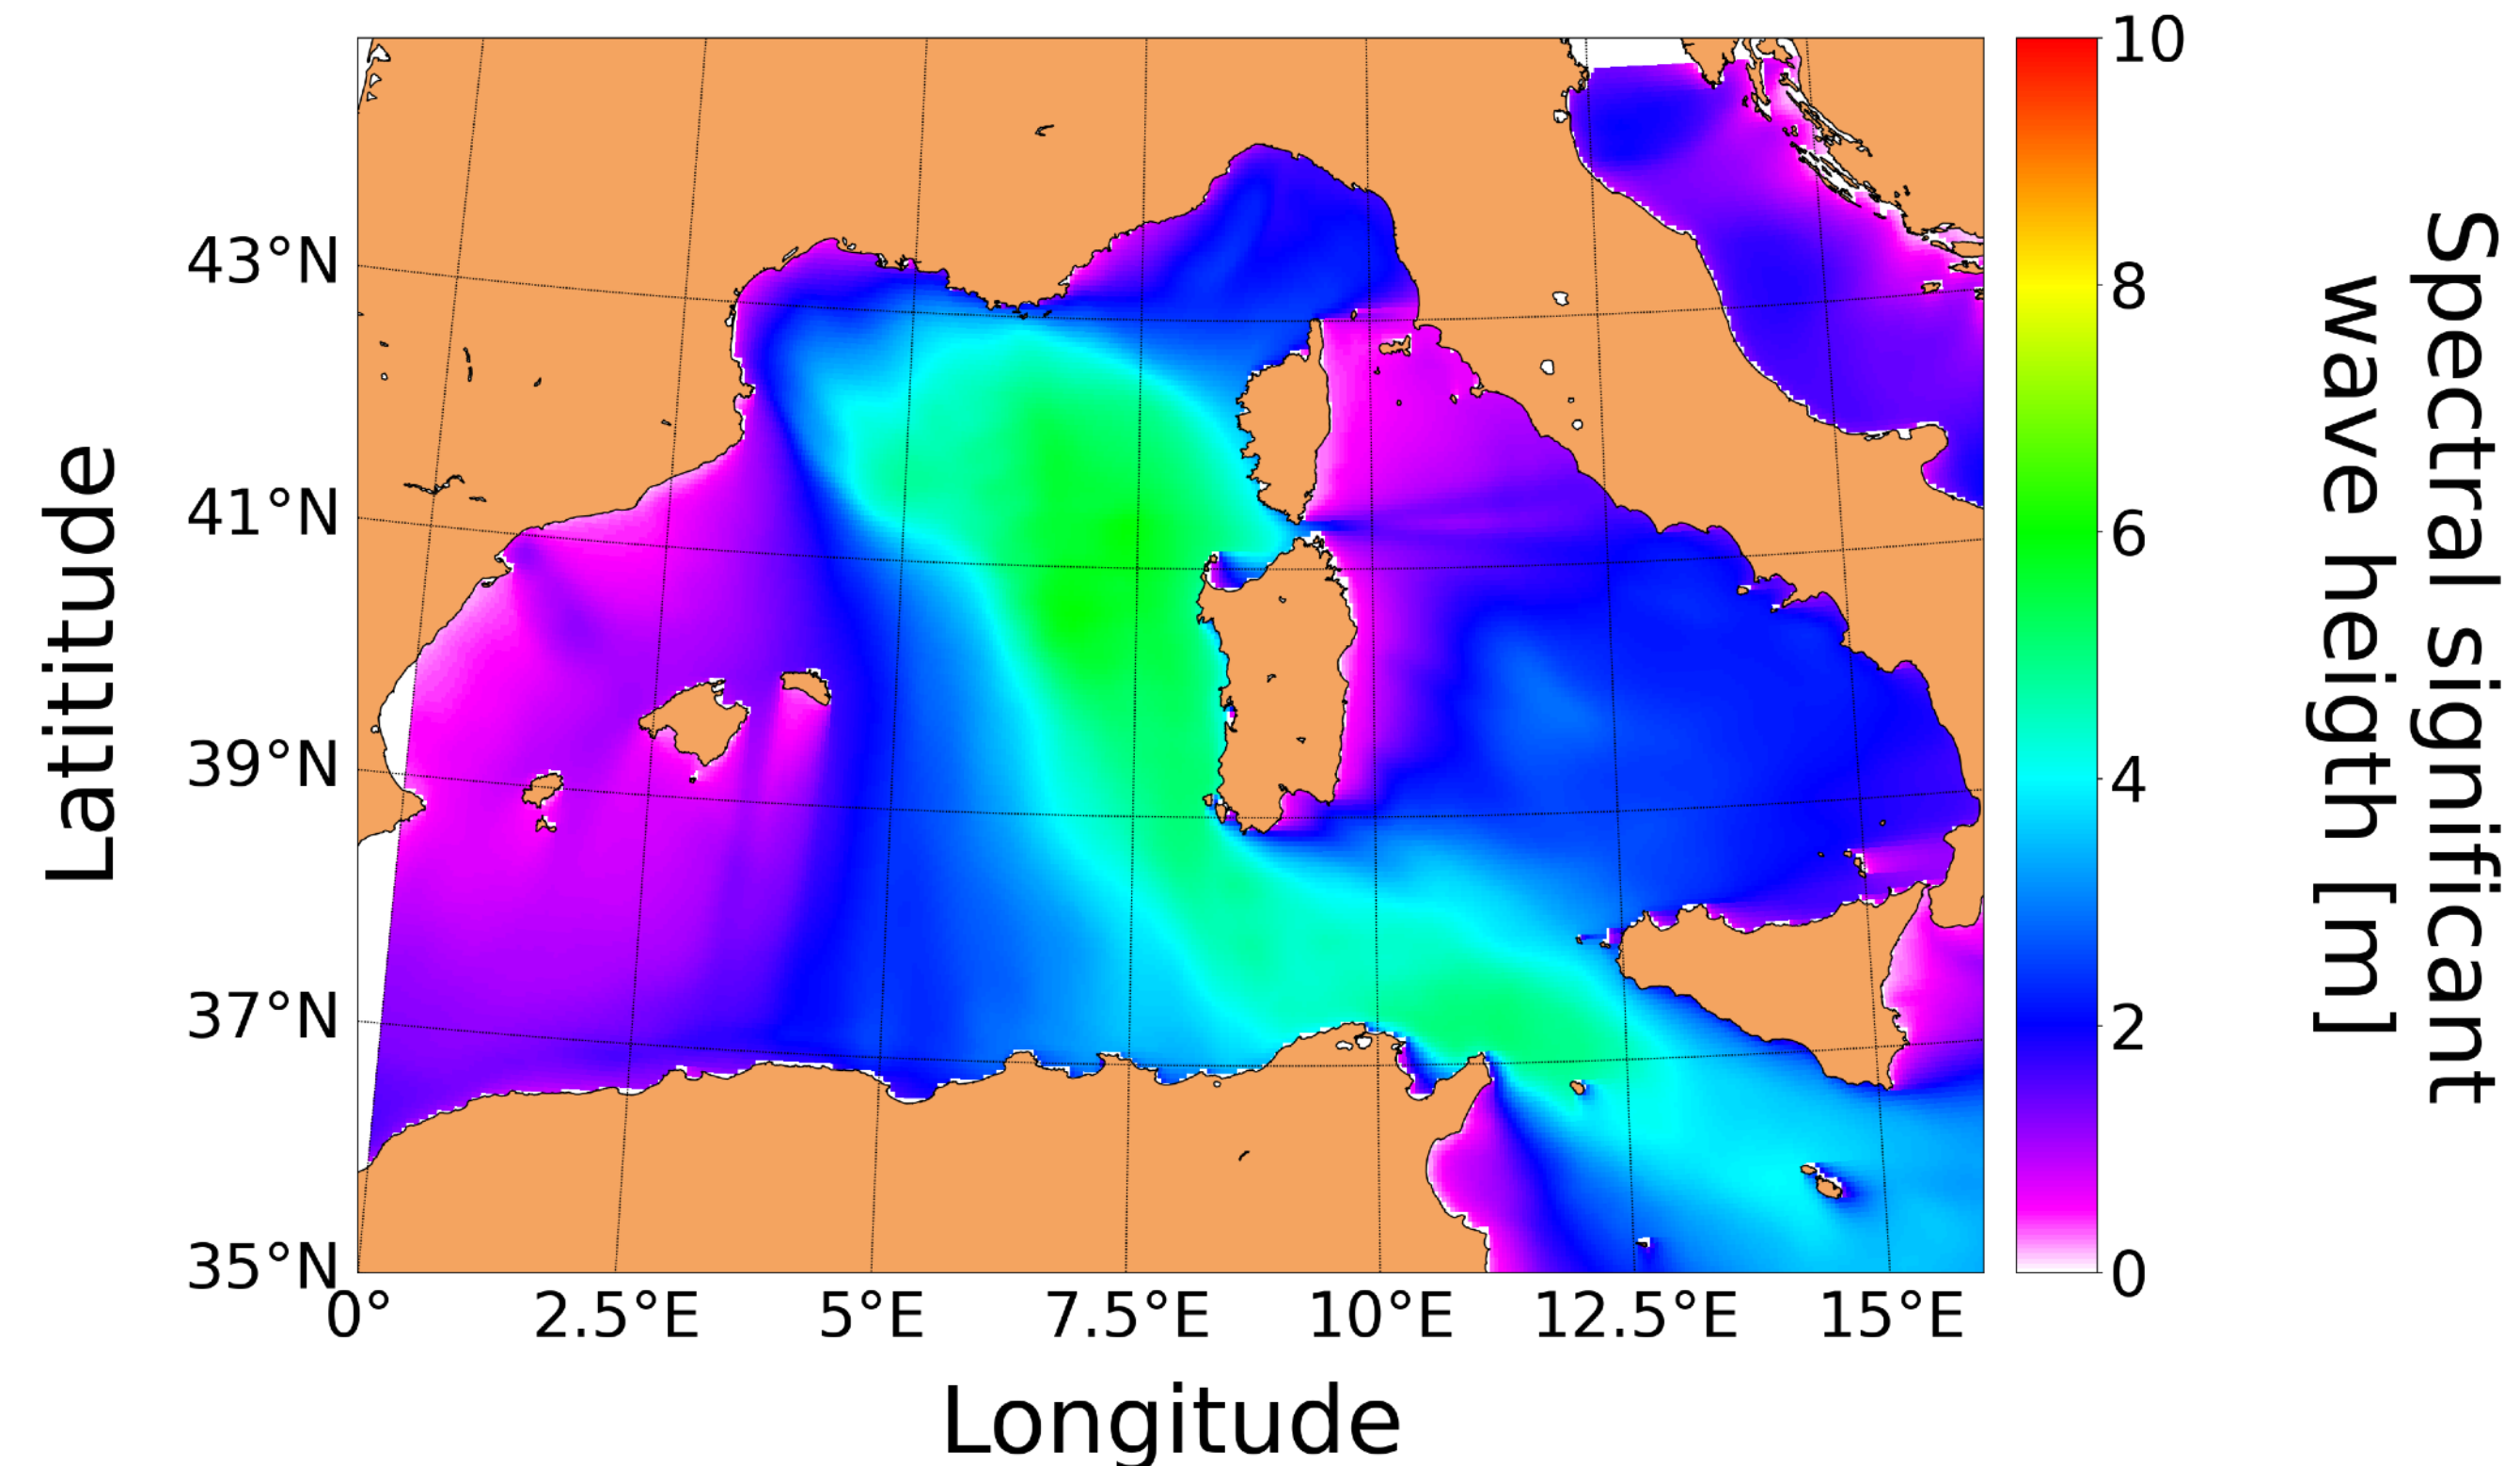 Latititude
43°N
41°N
39°N
37°N
35°N
0°
2.5°E
5°E
7.5°E
10°E
12.5°E
15°E
Longitude
10
8
6
4
2
0
Spectral significant
wave heigth [m]